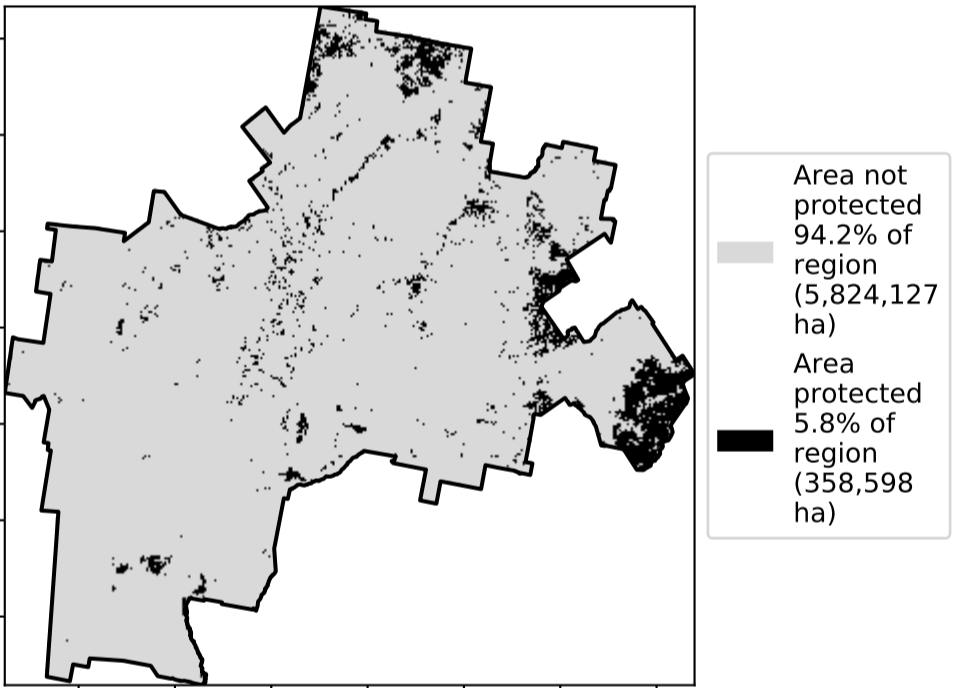 Area not
protected
94.2% of
region
(5,824,127
ha)
Area
protected
5.8% of
region
(358,598
ha)